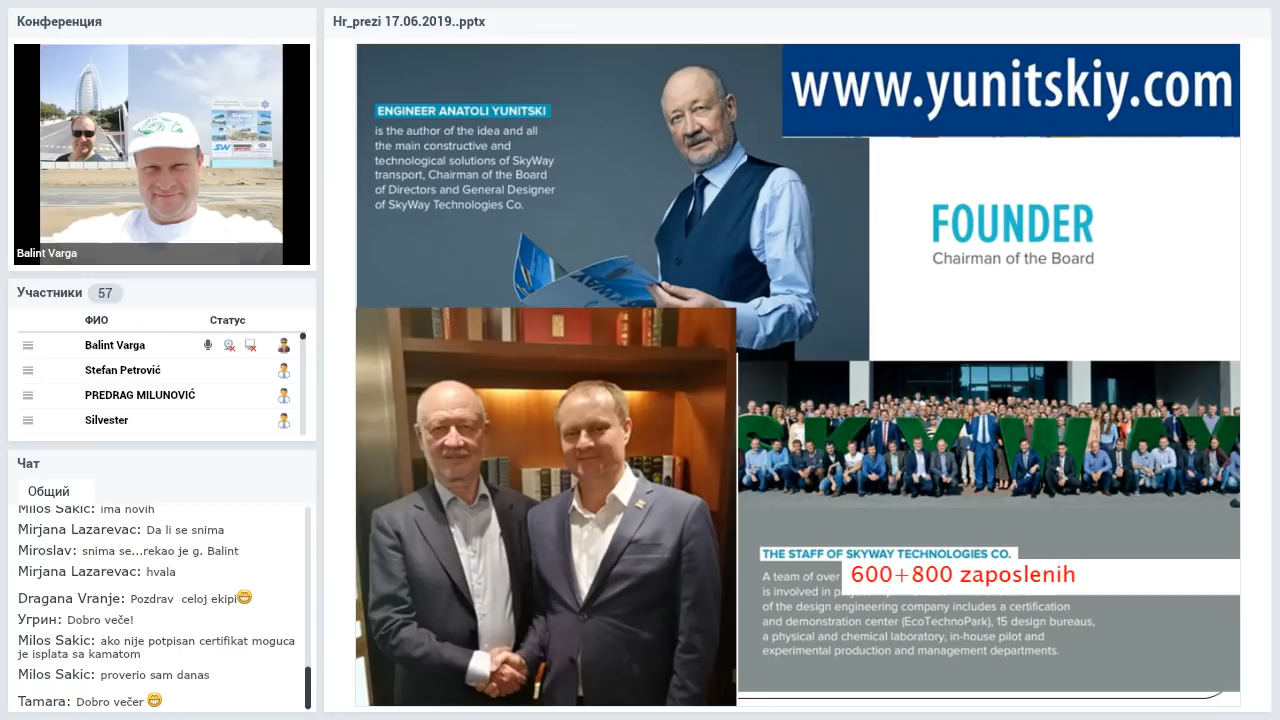 Конференция
Balint Varga
Участники 57
ФИО Статус
Balint Varga
Stefan Petrović
PREDRAG MILUNOVIĆ
Silvester
Чат
Общий
Milos Sakic: ima novih
Mirjana Lazarevac: Da li se snima
Miroslav: snima se...rekao je g. Balint
Mirjana Lazarevac: hvala
Dragana Vranje: Pozdrav celoj ekipi
Угрин: Dobro veče!
Milos Sakic: ako nije potpisan certifikat moguca
je isplata sa kamatom
Milos Sakic: proverio sam danas
Tamara: Dobro večer
Hr_prezi 17.06.2019..pptx
ENGINEER ANATOLI YUNITSKI
is the author of the idea and all
the main constructive and
technological solutions of SkyWay
transport, Chairman of the Board
of Directors and General Designer
of SkyWay Technologies Co.
www.yunitskiy.com
FOUNDER
Chairman of the Board
SKYWAY
SKYWAY
THE STAFF OF SKYWAY TECHNOLOGIES CO.
A team of over 600+800 zaposlenih
is involved in
of the design engineering company includes a certification
and demonstration center (EcoTechnoPark), 15 design bureaus,
a physical and chemical laboratory, in-house pilot and
experimental production and management departments.